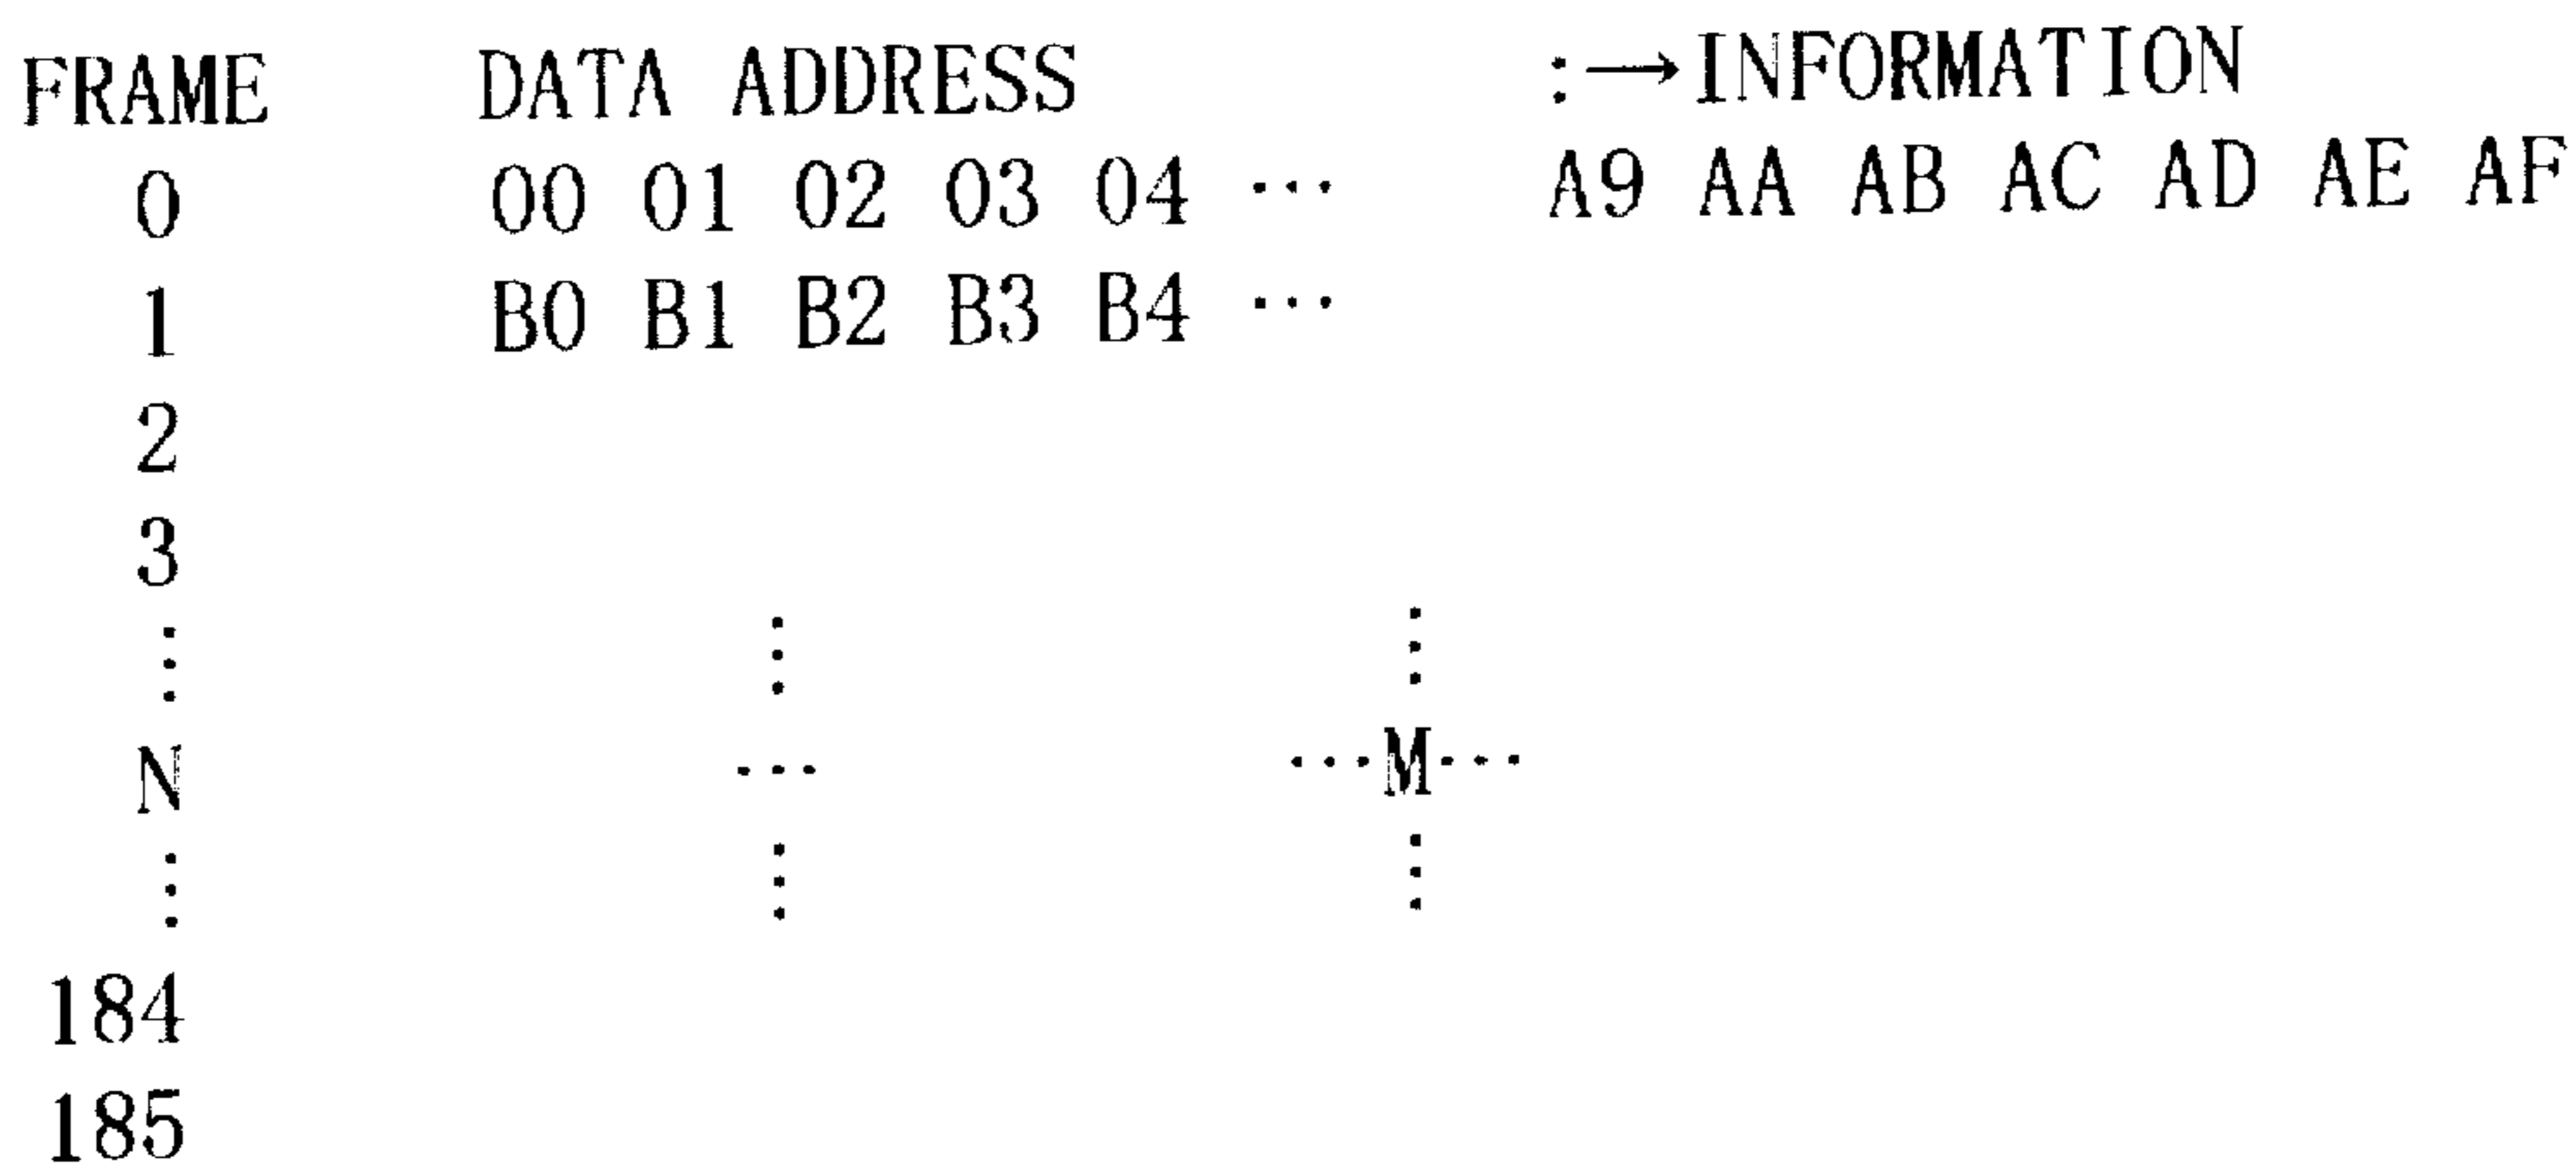 FRAME DATA ADDRESS :→INFORMATION
0 00 01 02 03 04 ··· A9 AA AB AC AD AE AF
1 B0 B1 B2 B3 B4 ···
2
3
⋮ ⋮ ⋮
N ··· ···M···
⋮ ⋮ ⋮
184
185